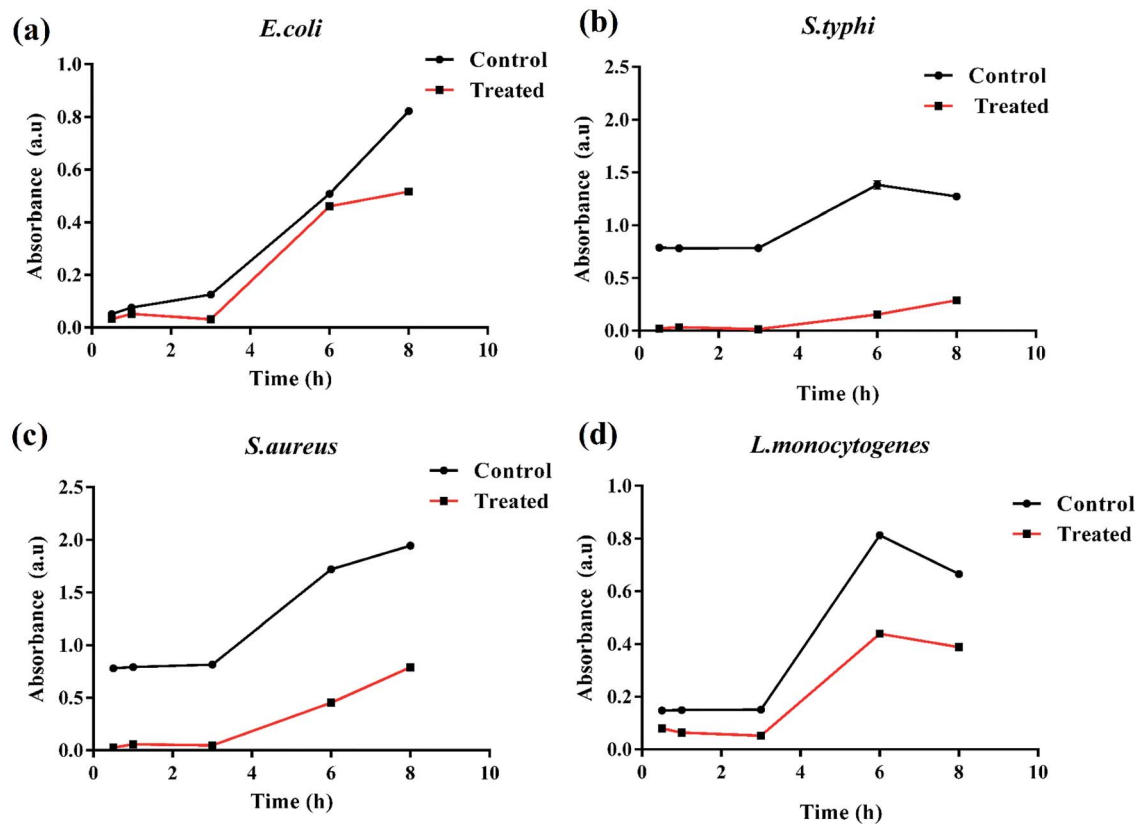 (a)
E.coli
Control
Treated
Absorbance (a.u)
1.0
0.8
0.6
0.4
0.2
0.0
0 2 4 6 8 10
Time (h)
(b)
S.typhi
Control
Treated
Absorbance (a.u)
2.5
2.0
1.5
1.0
0.5
0.0
0 2 4 6 8 10
Time (h)
(c)
S.aureus
Control
Treated
Absorbance (a.u)
2.5
2.0
1.5
1.0
0.5
0.0
0 2 4 6 8 10
Time (h)
(d)
L.monocytogenes
Control
Treated
Absorbance (a.u)
1.0
0.8
0.6
0.4
0.2
0.0
0 2 4 6 8 10
Time (h)